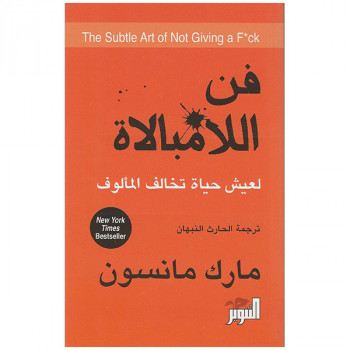 The Subtle Art of Not Giving a F*ck
فن
اللامبالاة
لعيش حياة تخالف المألوف
New York
Times
Bestseller
ترجمة الحارث النبهان
مارك مانسون
التنوير